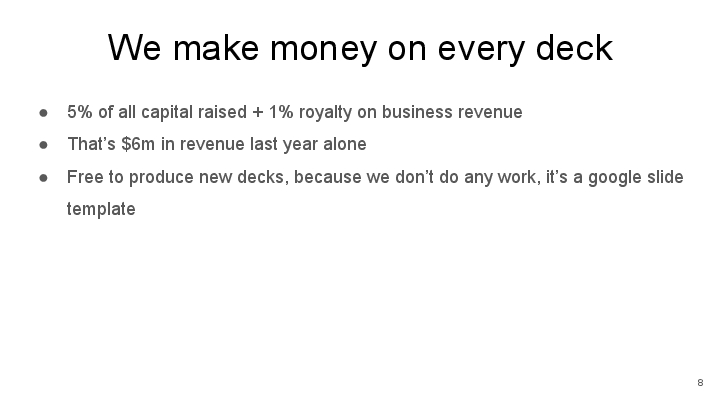 We make money on every deck
● 5% of all capital raised + 1% royalty on business revenue
● That’s $6m in revenue last year alone
● Free to produce new decks, because we don’t do any work, it’s a google slide
template
8